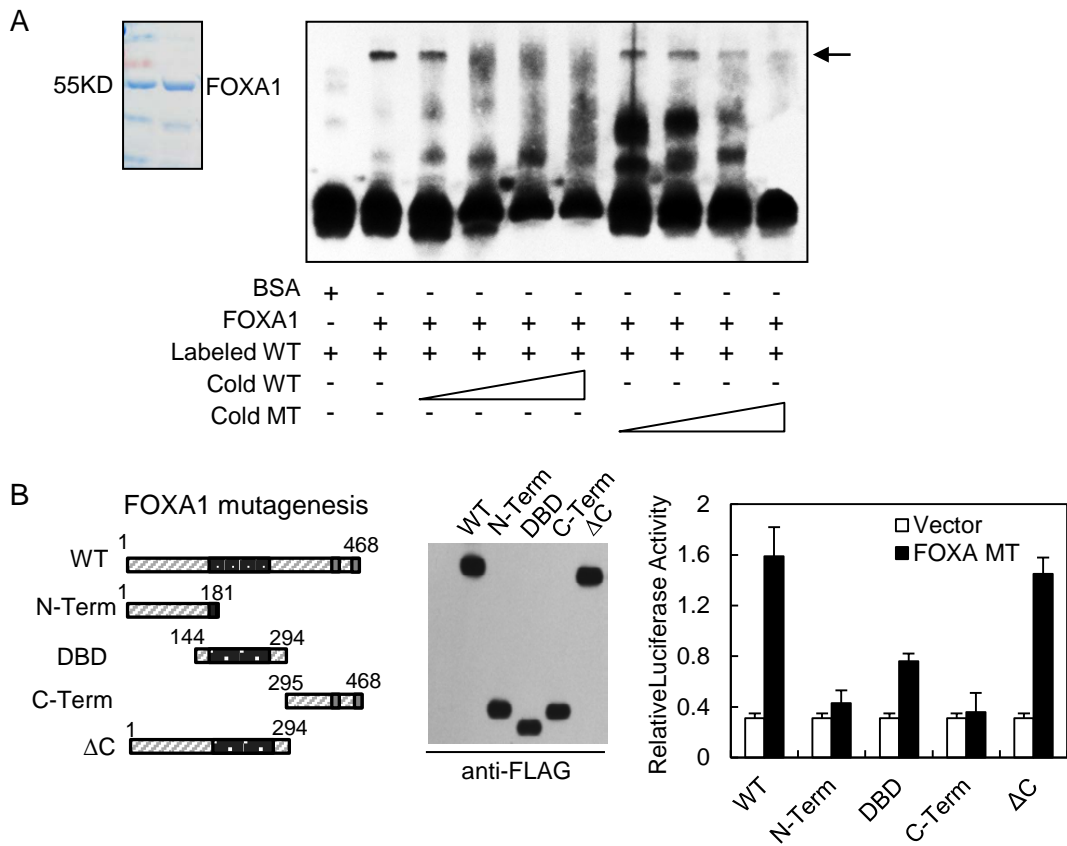 A
55KD
FOXA1
BSA + - - - - - - - - -
FOXA1 - + + + + + + + + +
Labeled WT + + + + + + + + + +
Cold WT - - - - - -
Cold MT - - - - - -
B
FOXA1 mutagenesis
WT 1 468
N-Term 1 181
DBD 144 294
C-Term 295 468
ΔC 1 294
WT N-Term DBD C-Term ΔC
anti-FLAG
RelativeLuciferase Activity
2
1.6
1.2
0.8
0.4
0
Vector
FOXA MT
WT N-Term DBD C-Term ΔC